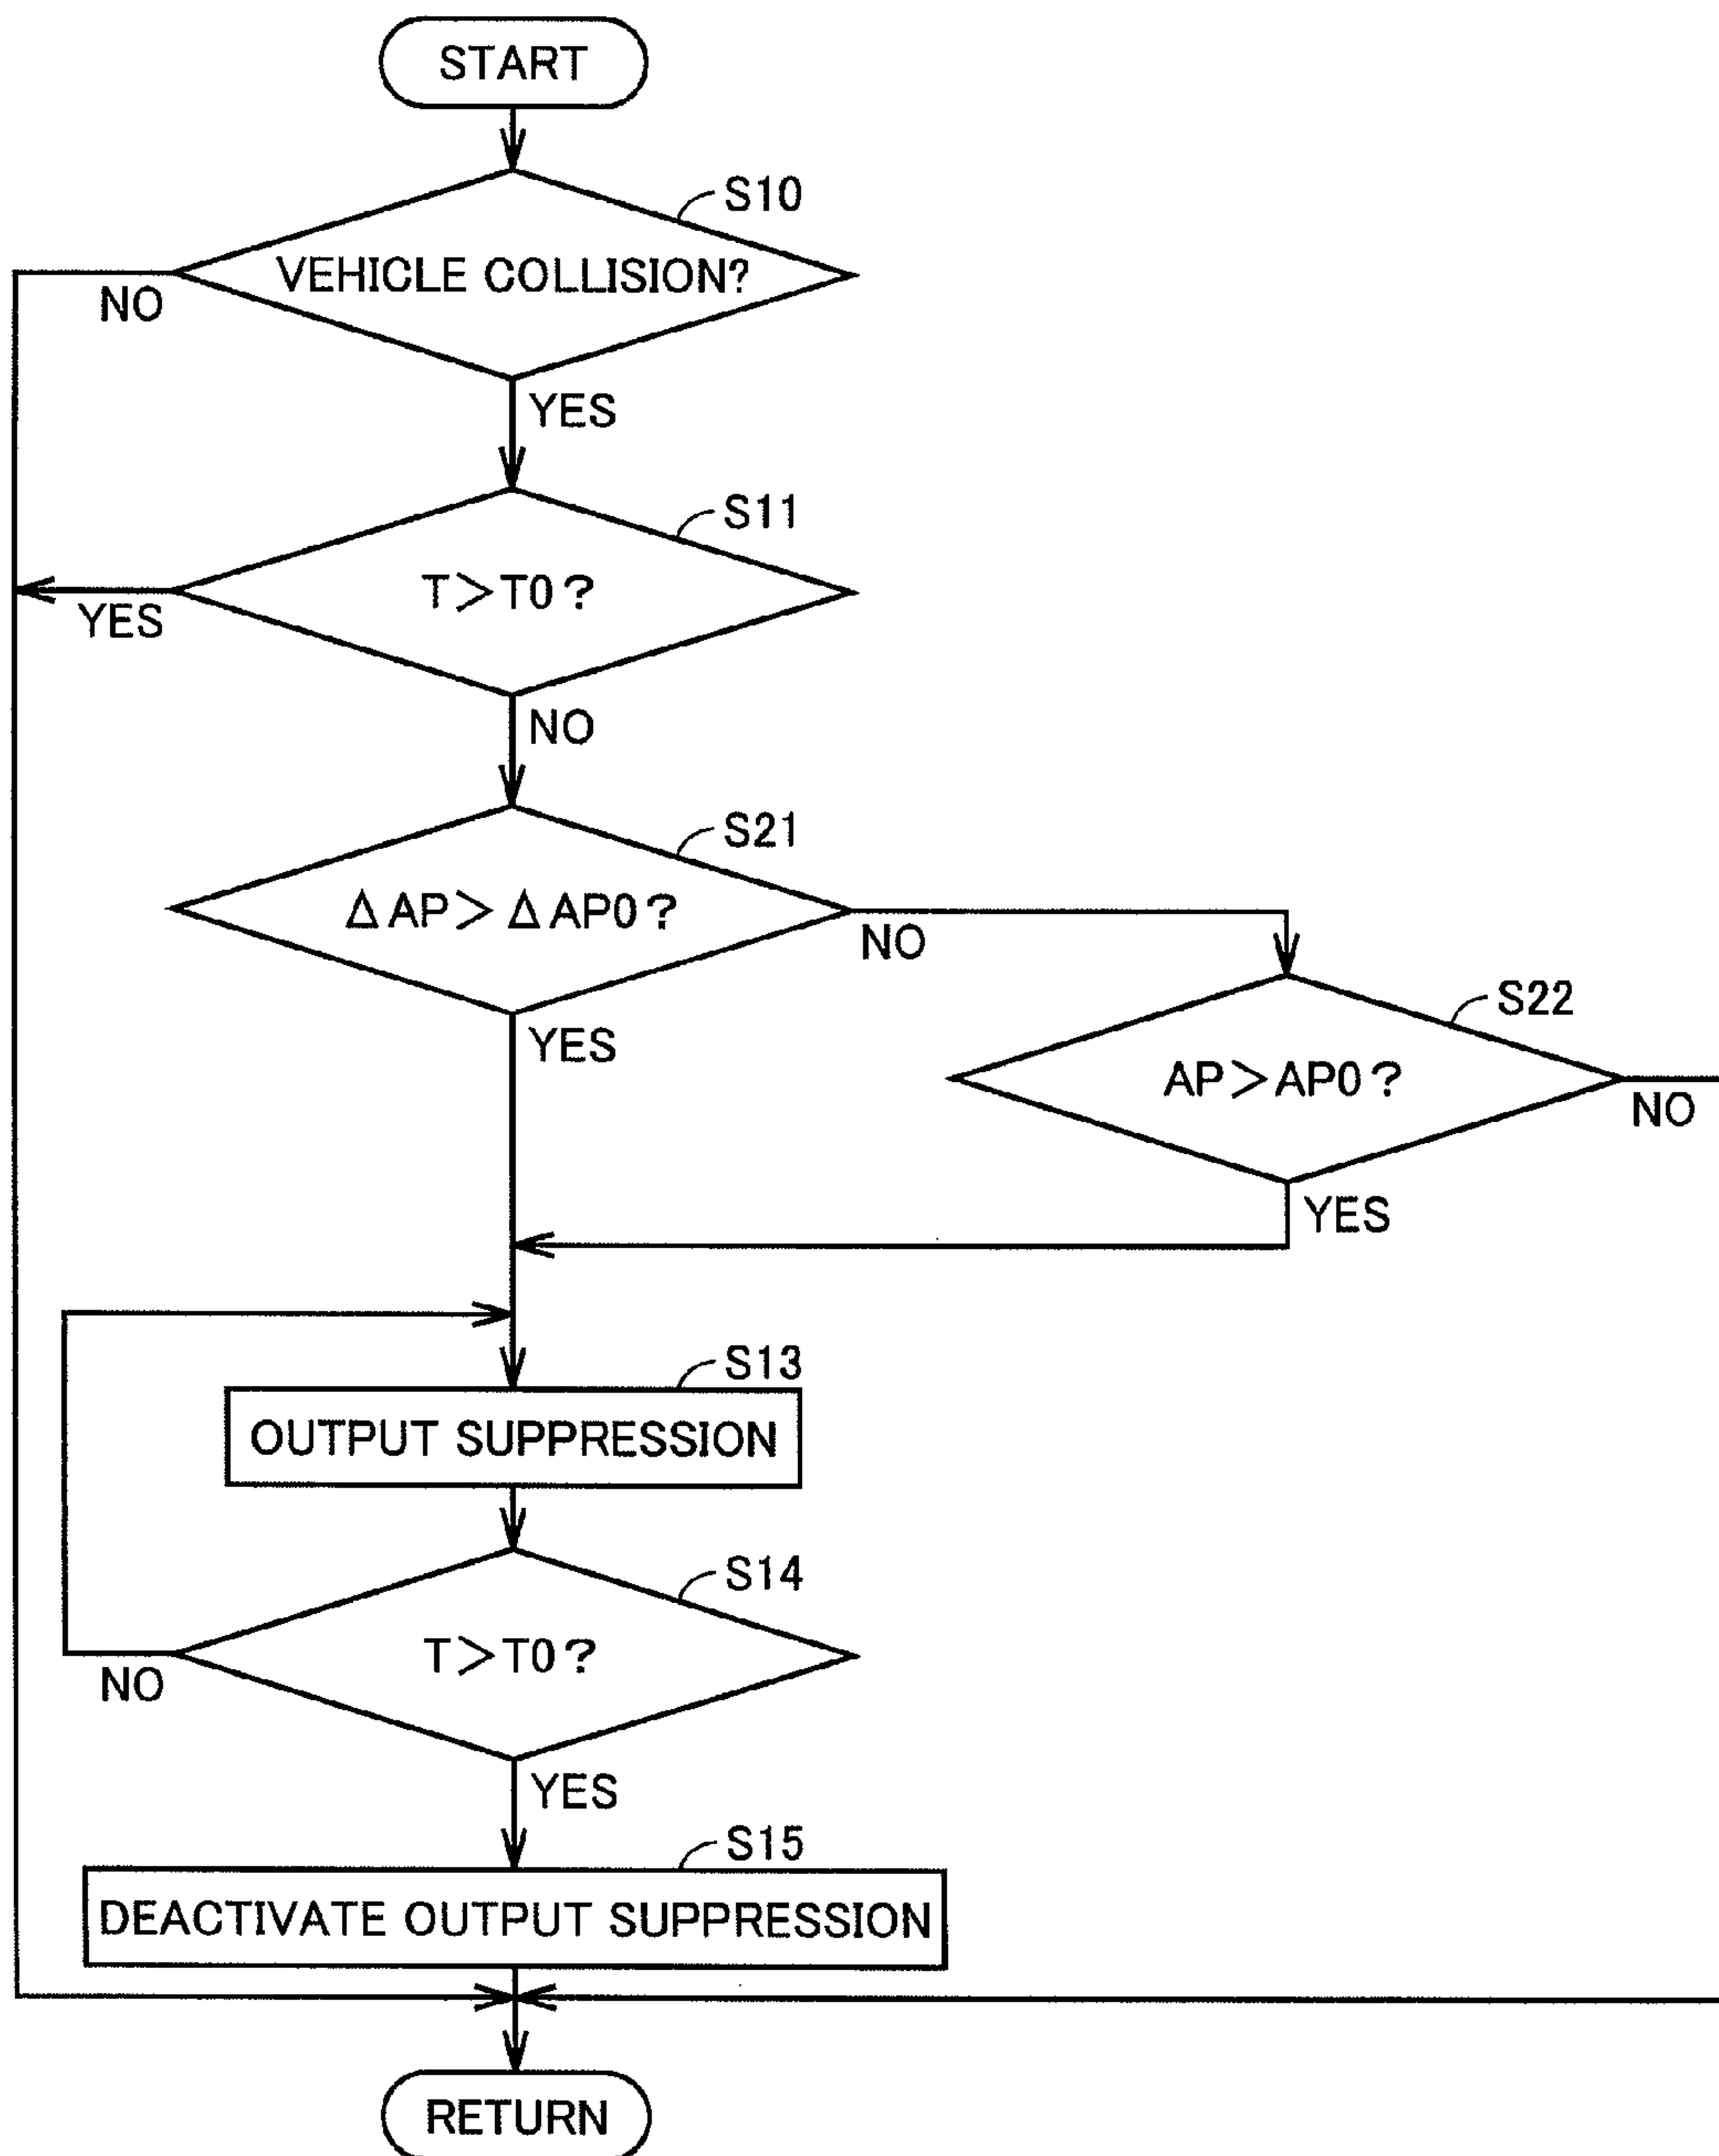 START
S10
VEHICLE COLLISION?
NO
YES
S11
T>T0?
YES
NO
S21
ΔAP>ΔAP0?
NO
YES
S22
AP>AP0?
NO
YES
S13
OUTPUT SUPPRESSION
S14
T>T0?
NO
YES
S15
DEACTIVATE OUTPUT SUPPRESSION
RETURN